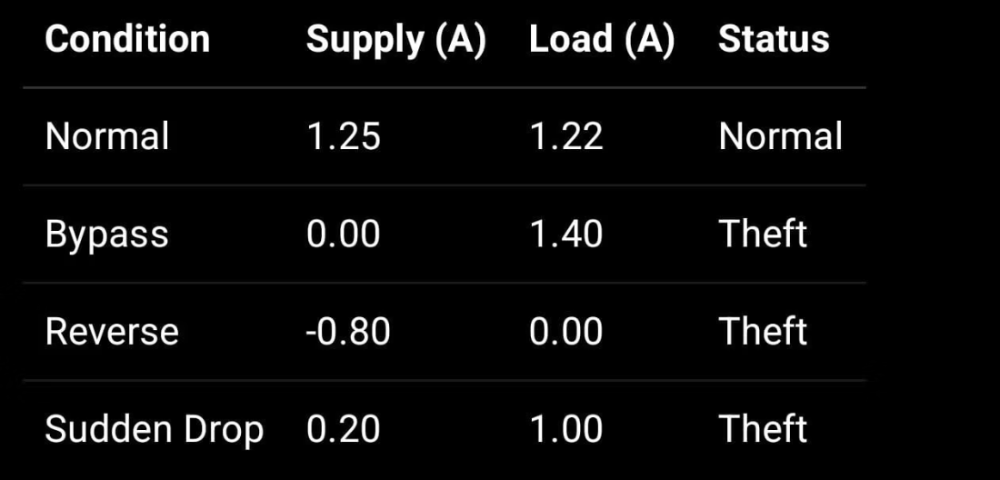 Condition Supply (A) Load (A) Status
Normal 1.25 1.22 Normal
Bypass 0.00 1.40 Theft
Reverse -0.80 0.00 Theft
Sudden Drop 0.20 1.00 Theft